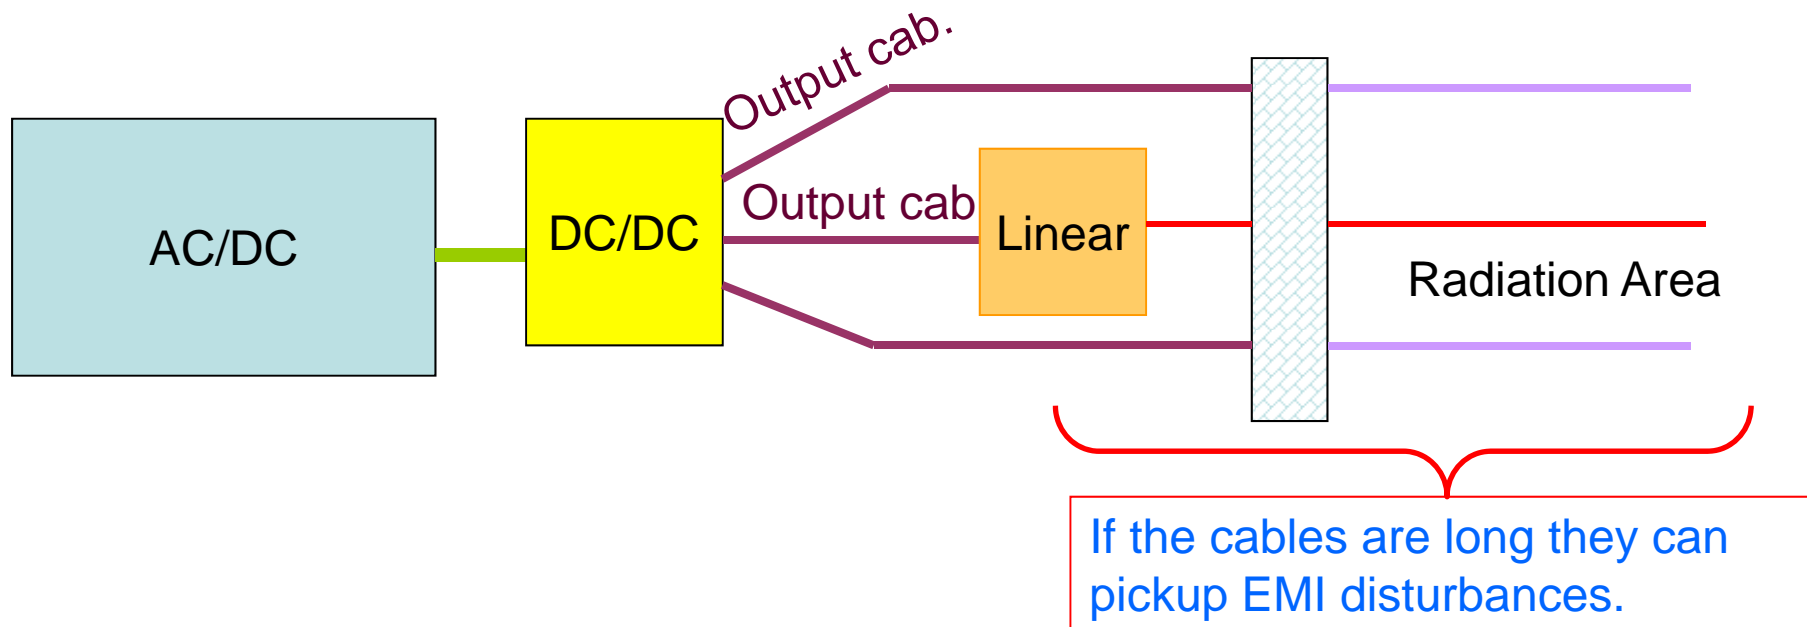 Output cab.
AC/DC
DC/DC
Output cab
Linear
Radiation Area
If the cables are long they can
pickup EMI disturbances.